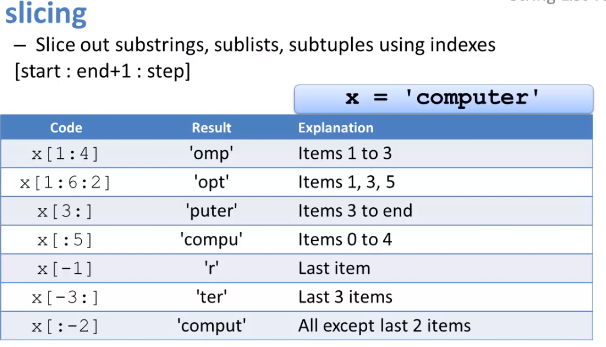 slicing
– Slice out substrings, sublists, subtuples using indexes
[start : end+1 : step]
x = 'computer'
Code Result Explanation
x[1:4] 'omp' Items 1 to 3
x[1:6:2] 'opt' Items 1, 3, 5
x[3:] 'puter' Items 3 to end
x[:5] 'compu' Items 0 to 4
x[-1] 'r' Last item
x[-3:] 'ter' Last 3 items
x[:-2] 'comput' All except last 2 items